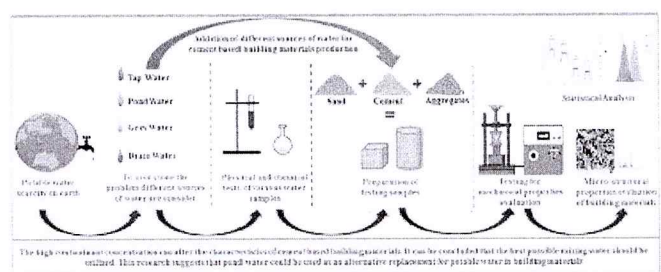 Addition of different sources of water for
cement based building materials production
Tap Water
Pond Water
Drain Water
Sand + Cement + Aggregates
=
Statistical Analysis
Potable water
scarcity on earth
To overcome the
problem different sources
of water are consider
Physical and chemical
tests of various water
samples
Preparation of
testing samples
Testing for
mechanical properties
evaluation
Micro-structural
properties evaluation
of building materials
The high contaminant concentration can alter the characteristics of cement based building materials. It can be concluded that the best possible mixing water should be
utilized. This research suggests that pond water could be used as an alternative replacement for potable water in building materials